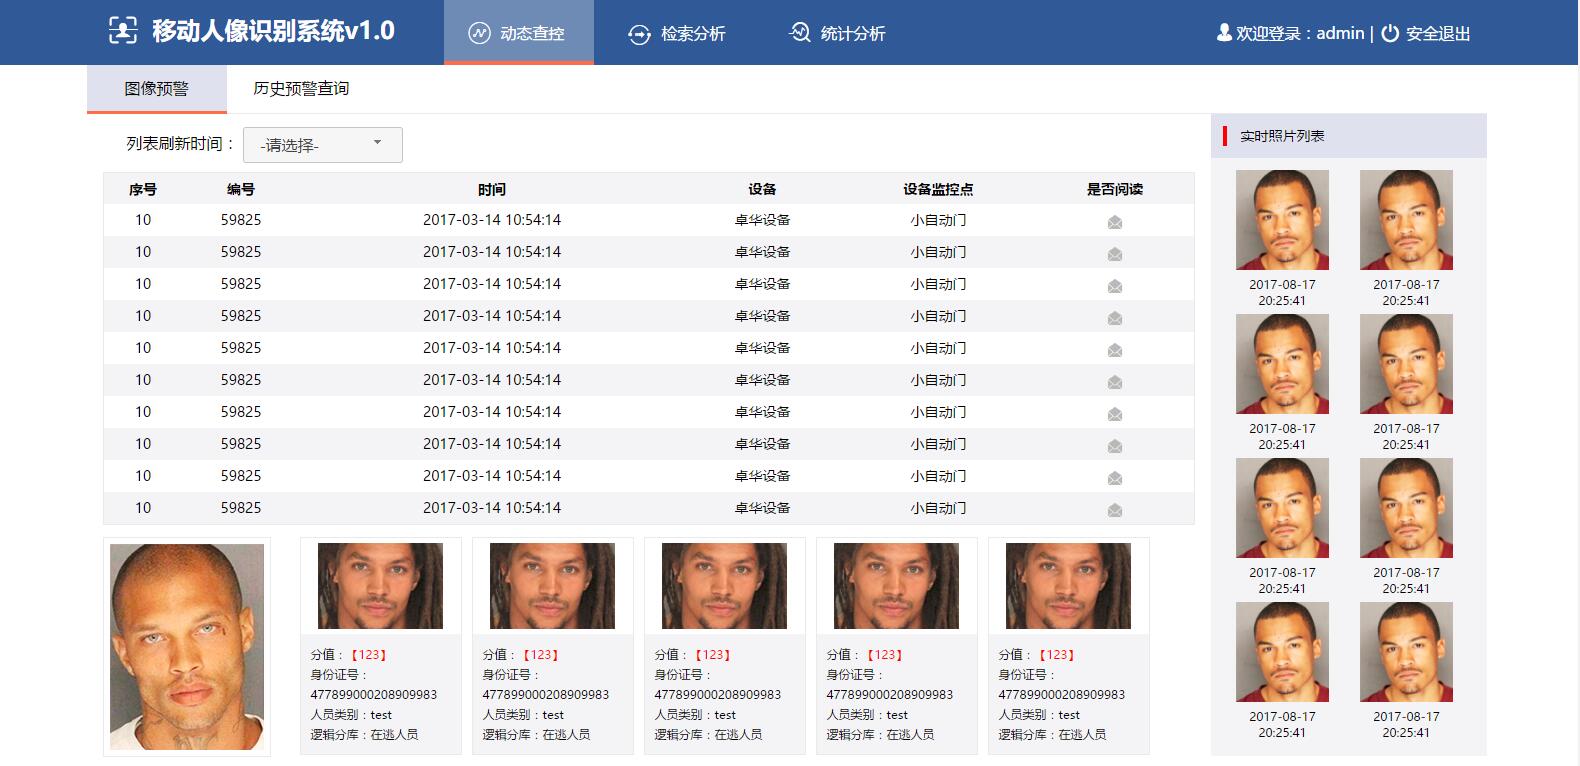 移动人像识别系统v1.0
动态查控
检索分析
统计分析
欢迎登录：admin | 安全退出
图像预警
历史预警查询
列表刷新时间：
-请选择-
序号 编号 时间 设备 设备监控点 是否阅读
10 59825 2017-03-14 10:54:14 卓华设备 小自动门
10 59825 2017-03-14 10:54:14 卓华设备 小自动门
10 59825 2017-03-14 10:54:14 卓华设备 小自动门
10 59825 2017-03-14 10:54:14 卓华设备 小自动门
10 59825 2017-03-14 10:54:14 卓华设备 小自动门
10 59825 2017-03-14 10:54:14 卓华设备 小自动门
10 59825 2017-03-14 10:54:14 卓华设备 小自动门
10 59825 2017-03-14 10:54:14 卓华设备 小自动门
10 59825 2017-03-14 10:54:14 卓华设备 小自动门
10 59825 2017-03-14 10:54:14 卓华设备 小自动门
分值：【123】
身份证号：
477899000208909983
人员类别：test
逻辑分库：在逃人员
分值：【123】
身份证号：
477899000208909983
人员类别：test
逻辑分库：在逃人员
分值：【123】
身份证号：
477899000208909983
人员类别：test
逻辑分库：在逃人员
分值：【123】
身份证号：
477899000208909983
人员类别：test
逻辑分库：在逃人员
分值：【123】
身份证号：
477899000208909983
人员类别：test
逻辑分库：在逃人员
实时照片列表
2017-08-17
20:25:41
2017-08-17
20:25:41
2017-08-17
20:25:41
2017-08-17
20:25:41
2017-08-17
20:25:41
2017-08-17
20:25:41
2017-08-17
20:25:41
2017-08-17
20:25:41